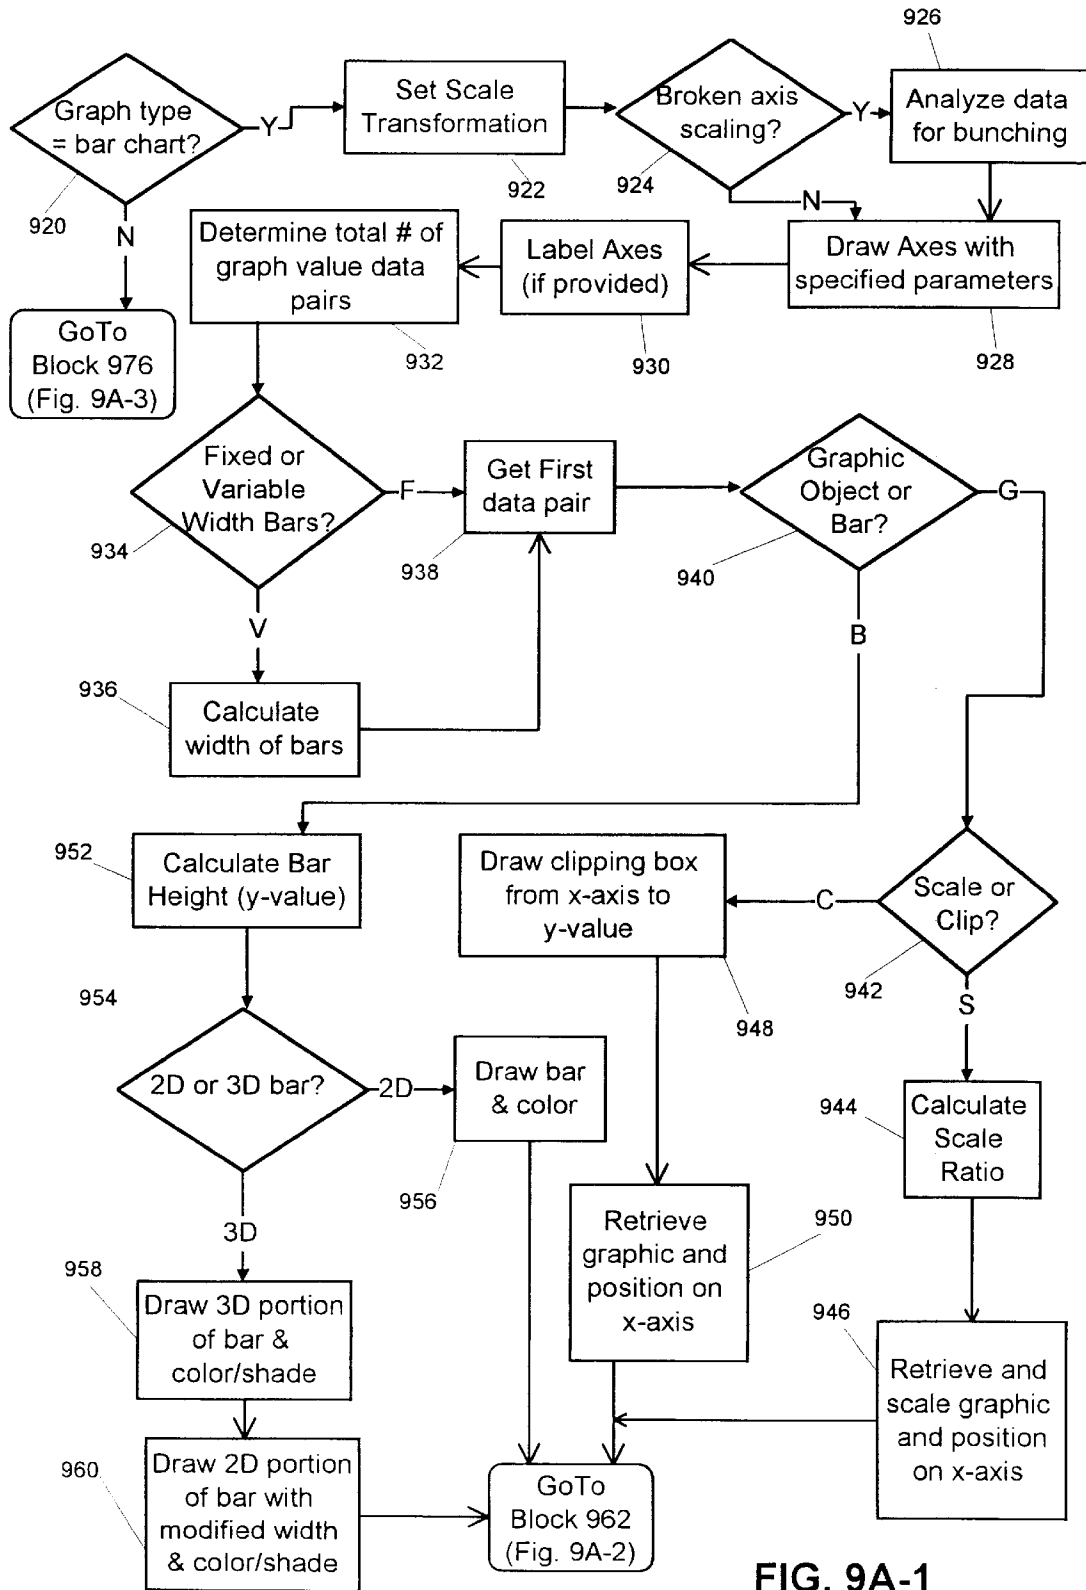 926
Graph type
= bar chart?
Y
Set Scale
Transformation
Broken axis
scaling?
Y
Analyze data
for bunching
920
922
924
N
N
Determine total # of
graph value data
pairs
Label Axes
(if provided)
Draw Axes with
specified parameters
GoTo
Block 976
(Fig. 9A-3)
932
930
928
Fixed or
Variable
Width Bars?
F
Get First
data pair
Graphic
Object or
Bar?
G
934
938
940
V
B
936
Calculate
width of bars
952
Calculate Bar
Height (y-value)
Draw clipping box
from x-axis to
y-value
C
Scale or
Clip?
942
954
948
S
2D or 3D bar?
2D
Draw bar
& color
944
Calculate
Scale
Ratio
956
3D
Retrieve
graphic and
position on
x-axis
950
958
Draw 3D portion
of bar &
color/shade
946
Retrieve and
scale graphic
and position
on x-axis
960
Draw 2D portion
of bar with
modified width
& color/shade
GoTo
Block 962
(Fig. 9A-2)
FIG. 9A-1